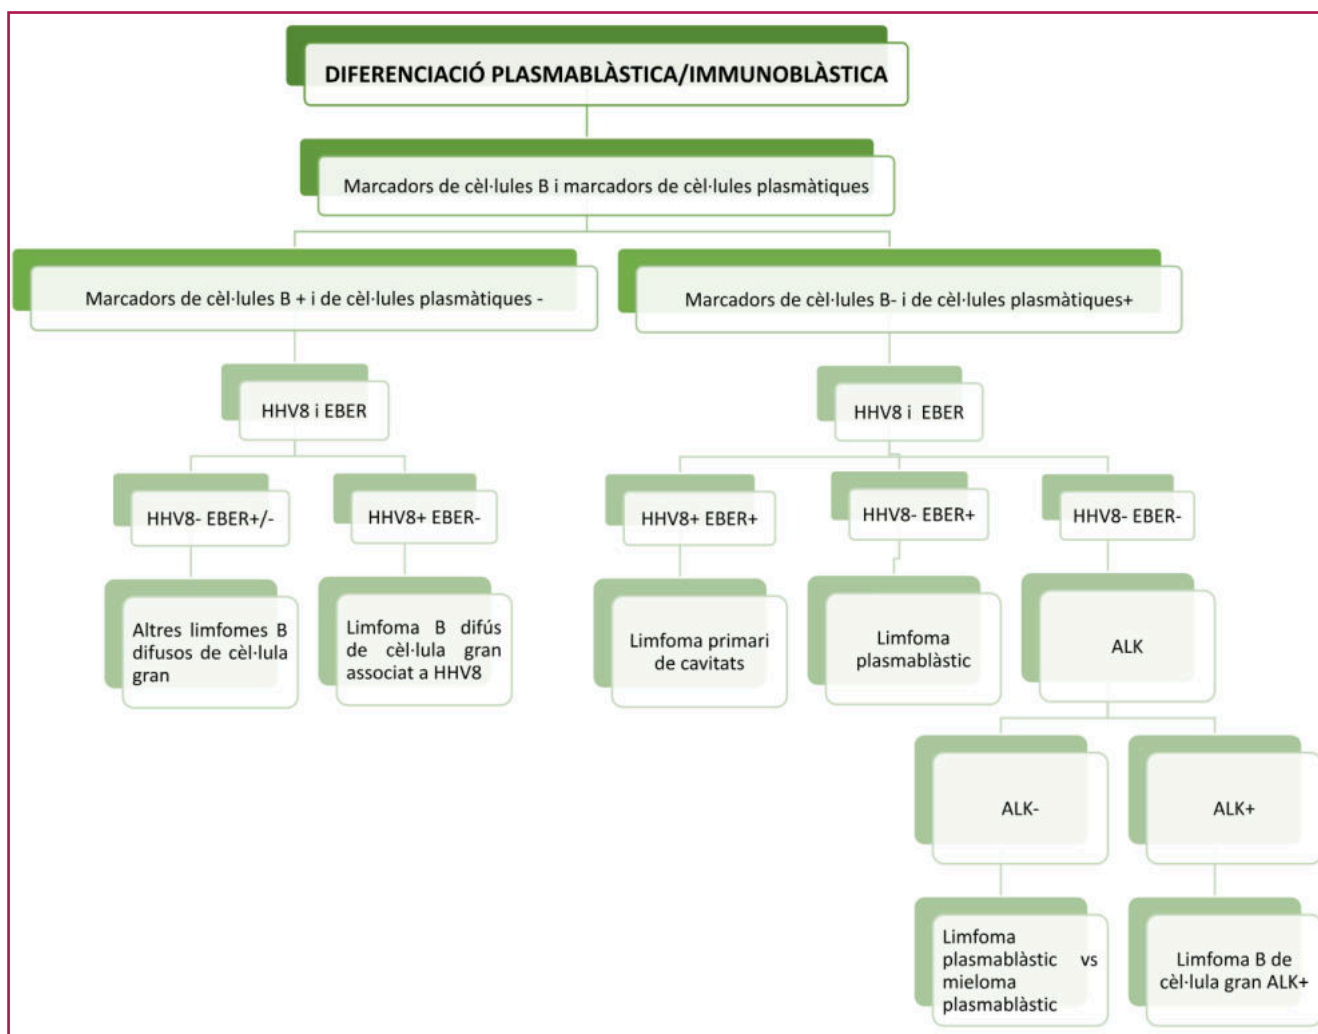 DIFERENCIACIÓ PLASMABLÀSTICA/IMMUNOBLÀSTICA
Marcadors de cèl·lules B i marcadors de cèl·lules plasmàtiques
Marcadors de cèl·lules B + i de cèl·lules plasmàtiques -
Marcadors de cèl·lules B- i de cèl·lules plasmàtiques+
HHV8 i EBER
HHV8 i EBER
HHV8- EBER+/-
HHV8+ EBER-
HHV8+ EBER+
HHV8- EBER+
HHV8- EBER-
Altres limfomes B
difusos de cèl·lula
gran
Limfoma B difús
de cèl·lula gran
associat a HHV8
Limfoma primari
de cavitats
Limfoma
plasmablàstic
ALK
ALK-
ALK+
Limfoma
plasmablàstic vs
mieloma
plasmablàstic
Limfoma B de
cèl·lula gran ALK+